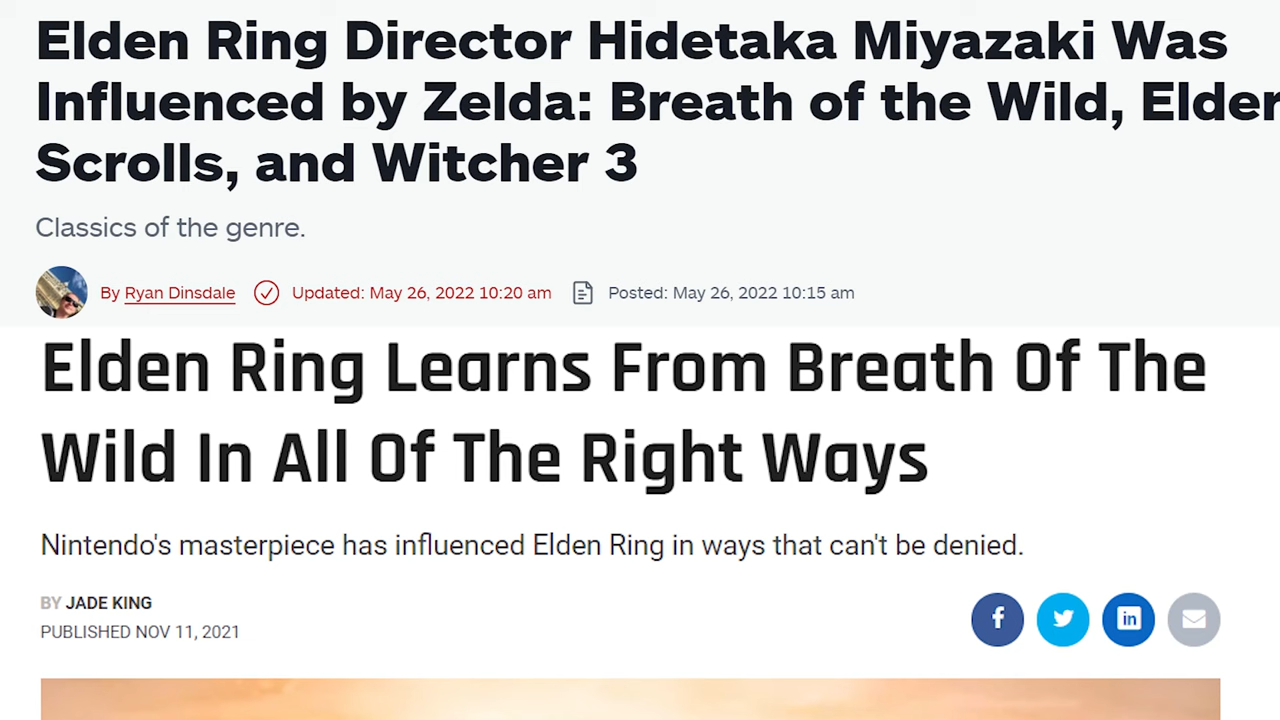 Elden Ring Director Hidetaka Miyazaki Was
Influenced by Zelda: Breath of the Wild, Elder
Scrolls, and Witcher 3
Classics of the genre.
By Ryan Dinsdale Updated: May 26, 2022 10:20 am Posted: May 26, 2022 10:15 am
Elden Ring Learns From Breath Of The
Wild In All Of The Right Ways
Nintendo's masterpiece has influenced Elden Ring in ways that can't be denied.
BY JADE KING
PUBLISHED NOV 11, 2021